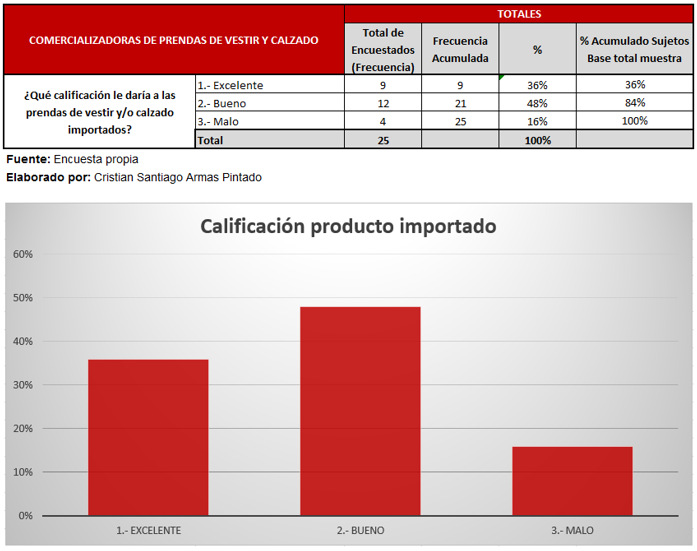 COMERCIALIZADORAS DE PRENDAS DE VESTIR Y CALZADO
TOTALES
Total de Encuestados (Frecuencia) Frecuencia Acumulada % % Acumulado Sujetos Base total muestra
¿Qué calificación le daría a las prendas de vestir y/o calzado importados?
1.- Excelente 9 9 36% 36%
2.- Bueno 12 21 48% 84%
3.- Malo 4 25 16% 100%
Total 25 100%
Fuente: Encuesta propia
Elaborado por: Cristian Santiago Armas Pintado
Calificación producto importado
60%
50%
40%
30%
20%
10%
0%
1.- EXCELENTE 2.- BUENO 3.- MALO